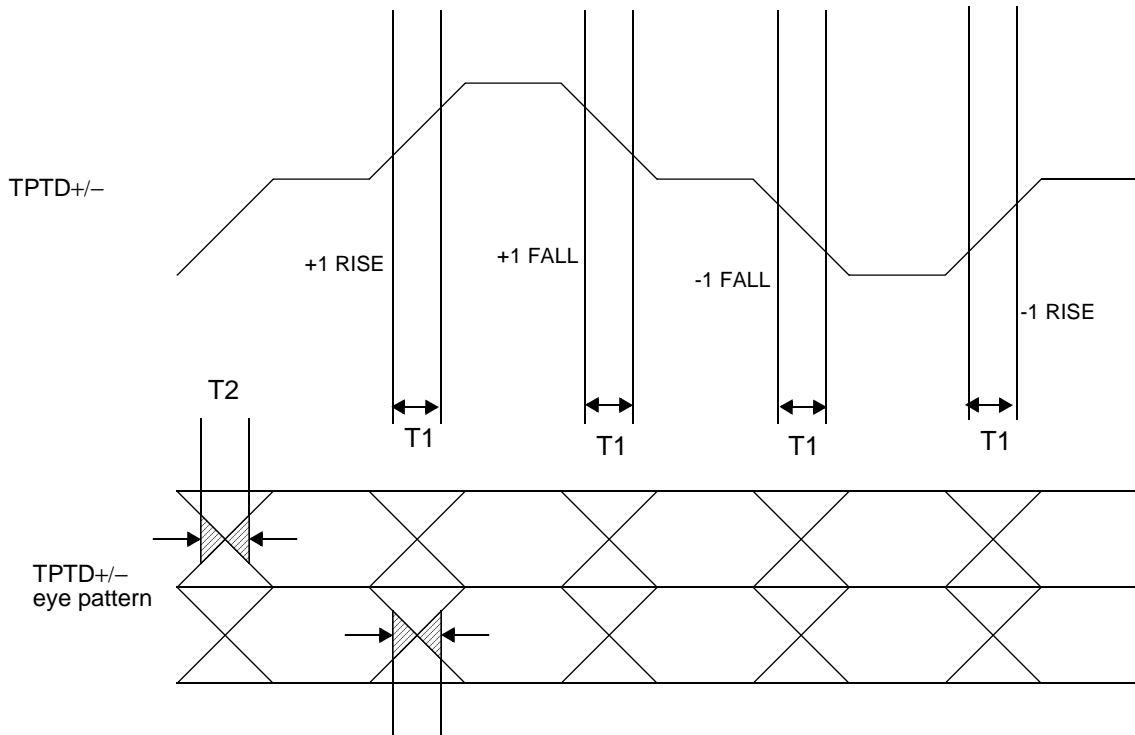 TPTD+/−
+1 RISE
+1 FALL
-1 FALL
-1 RISE
T2
T1
T1
T1
T1
TPTD+/−
eye pattern